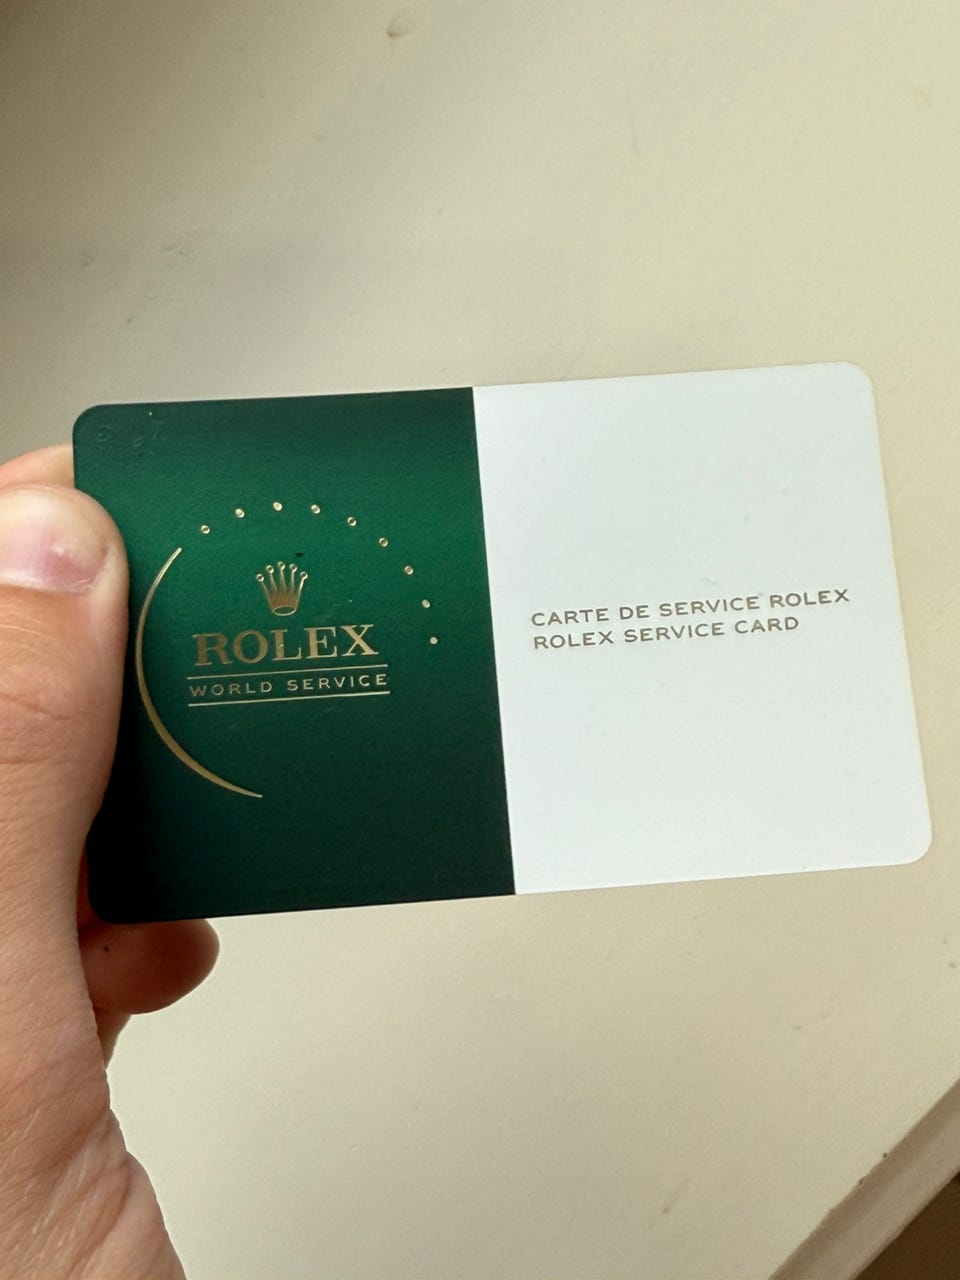 ROLEX
WORLD SERVICE
CARTE DE SERVICE ROLEX
ROLEX SERVICE CARD